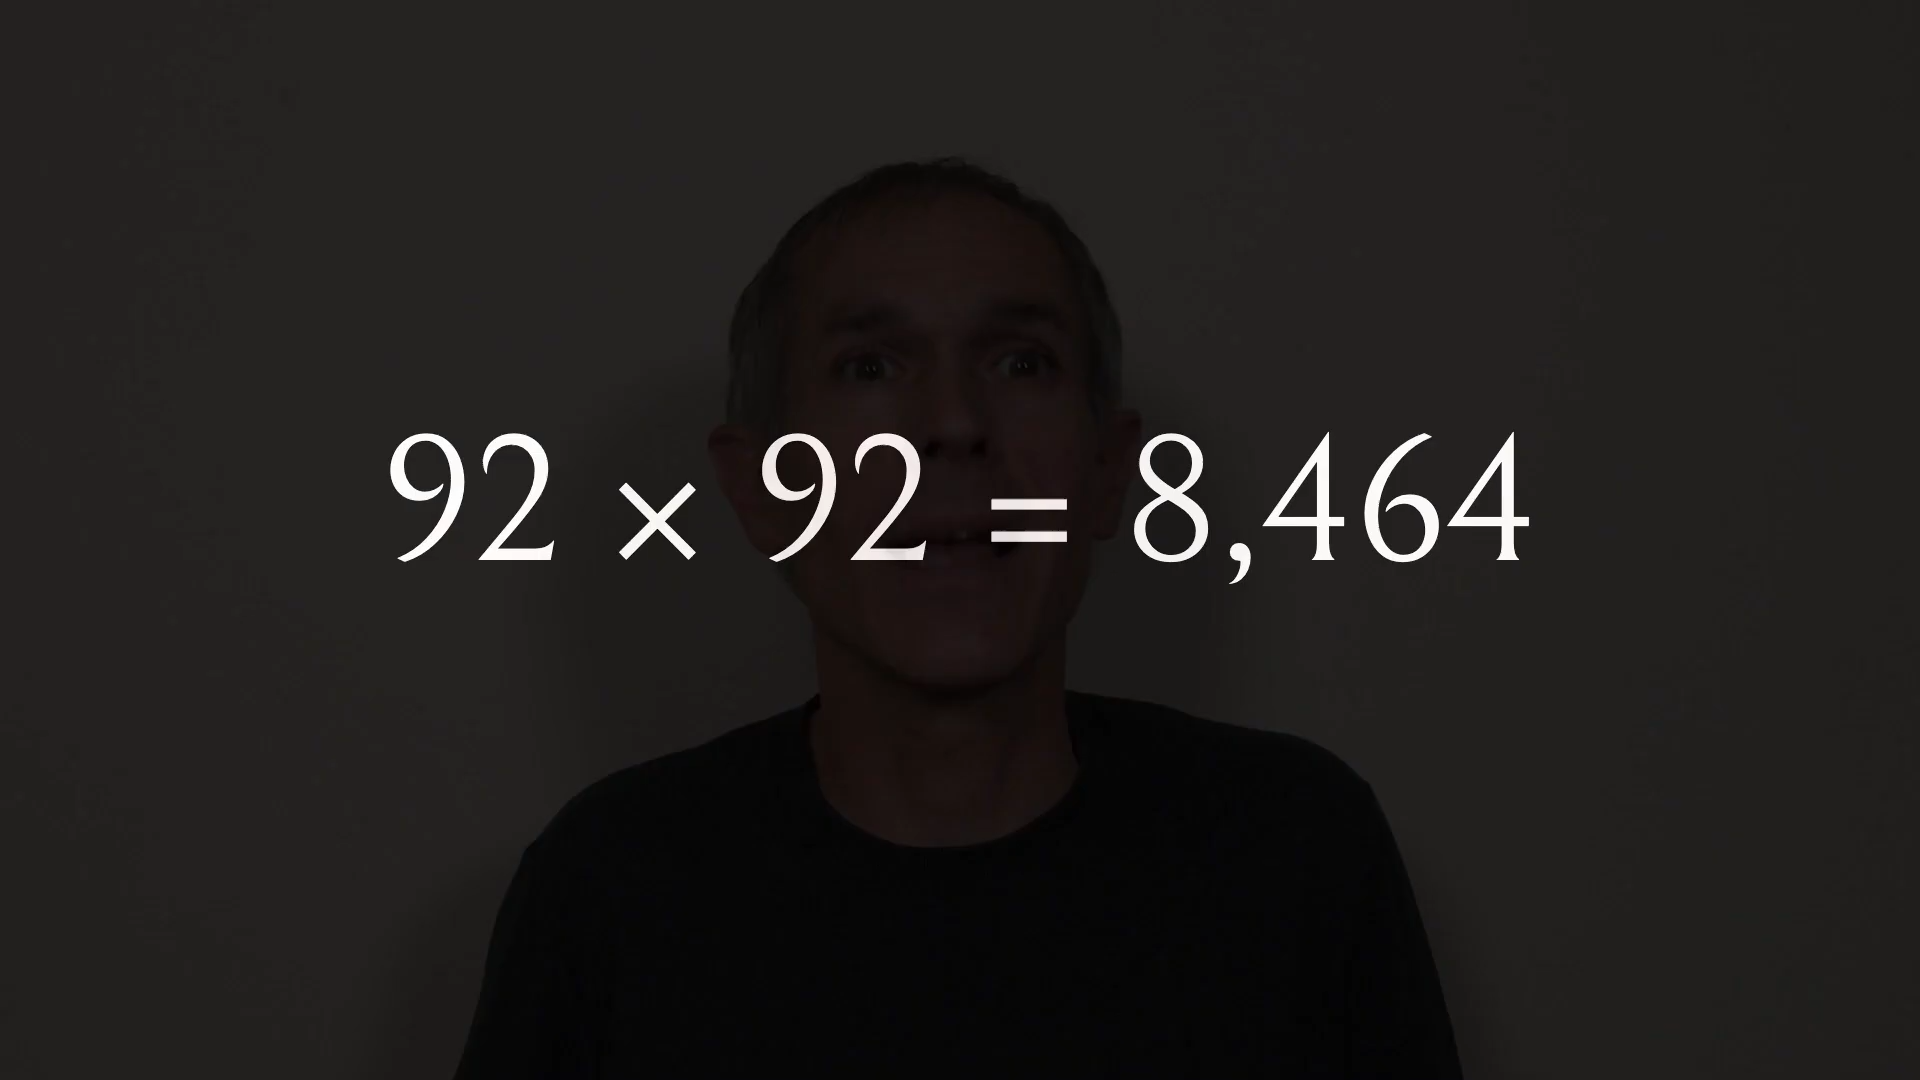 92 × 92 = 8,464